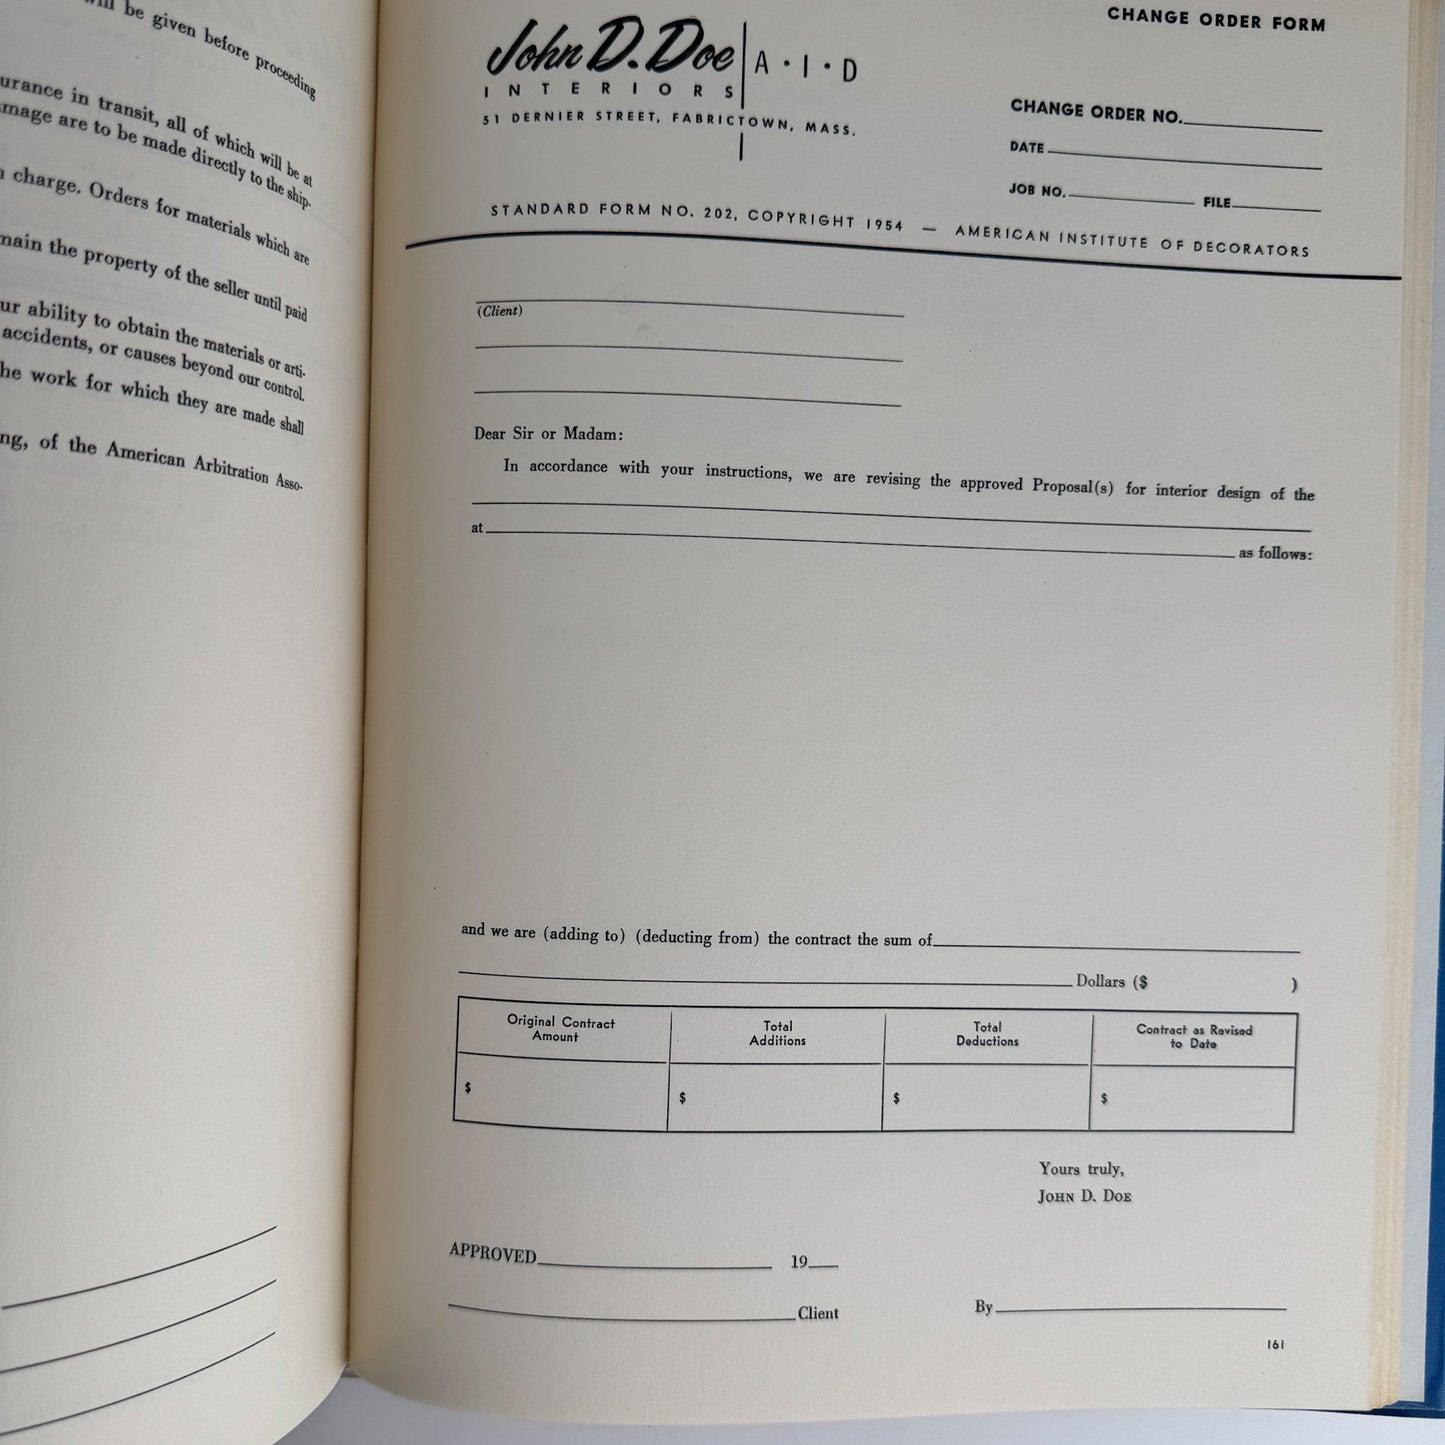 be given before proceeding
in transit, all of which will be at
are to be made directly to the ship-
charge. Orders for materials which are
the property of the seller until paid
ability to obtain the materials or arti-
accidents, or causes beyond our control.
work for which they are made shall
of the American Arbitration Asso-
CHANGE ORDER FORM
John D. Doe A • I • D
INTERIORS
51 DERNIER STREET, FABRICTOWN, MASS.
CHANGE ORDER NO.
DATE
JOB NO. FILE
STANDARD FORM NO. 202, COPYRIGHT 1954 — AMERICAN INSTITUTE OF DECORATORS
(Client)
Dear Sir or Madam:
In accordance with your instructions, we are revising the approved Proposal(s) for interior design of the
at as follows:
and we are (adding to) (deducting from) the contract the sum of
Dollars ($ )
Original Contract Amount
Total Additions
Total Deductions
Contract as Revised to Date
$ $ $ $
Yours truly,
JOHN D. DOE
APPROVED 19
Client By
161